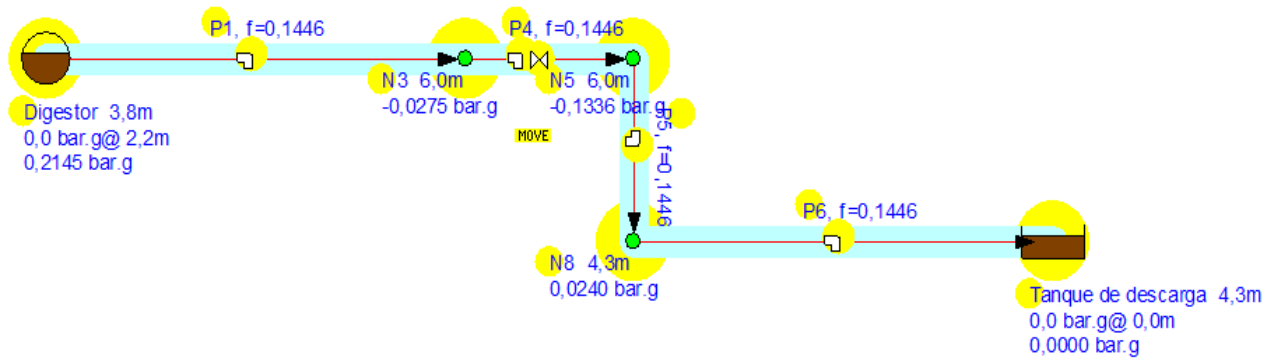 P1, f=0,1446
P4, f=0,1446
N3 6,0m
-0,0275 bar.g
N5 6,0m
-0,1336 bar.g
Digestor 3,8m
0,0 bar.g@ 2,2m
0,2145 bar.g
MOVE
P5, f=0,1446
P6, f=0,1446
N8 4,3m
0,0240 bar.g
Tanque de descarga 4,3m
0,0 bar.g@ 0,0m
0,0000 bar.g